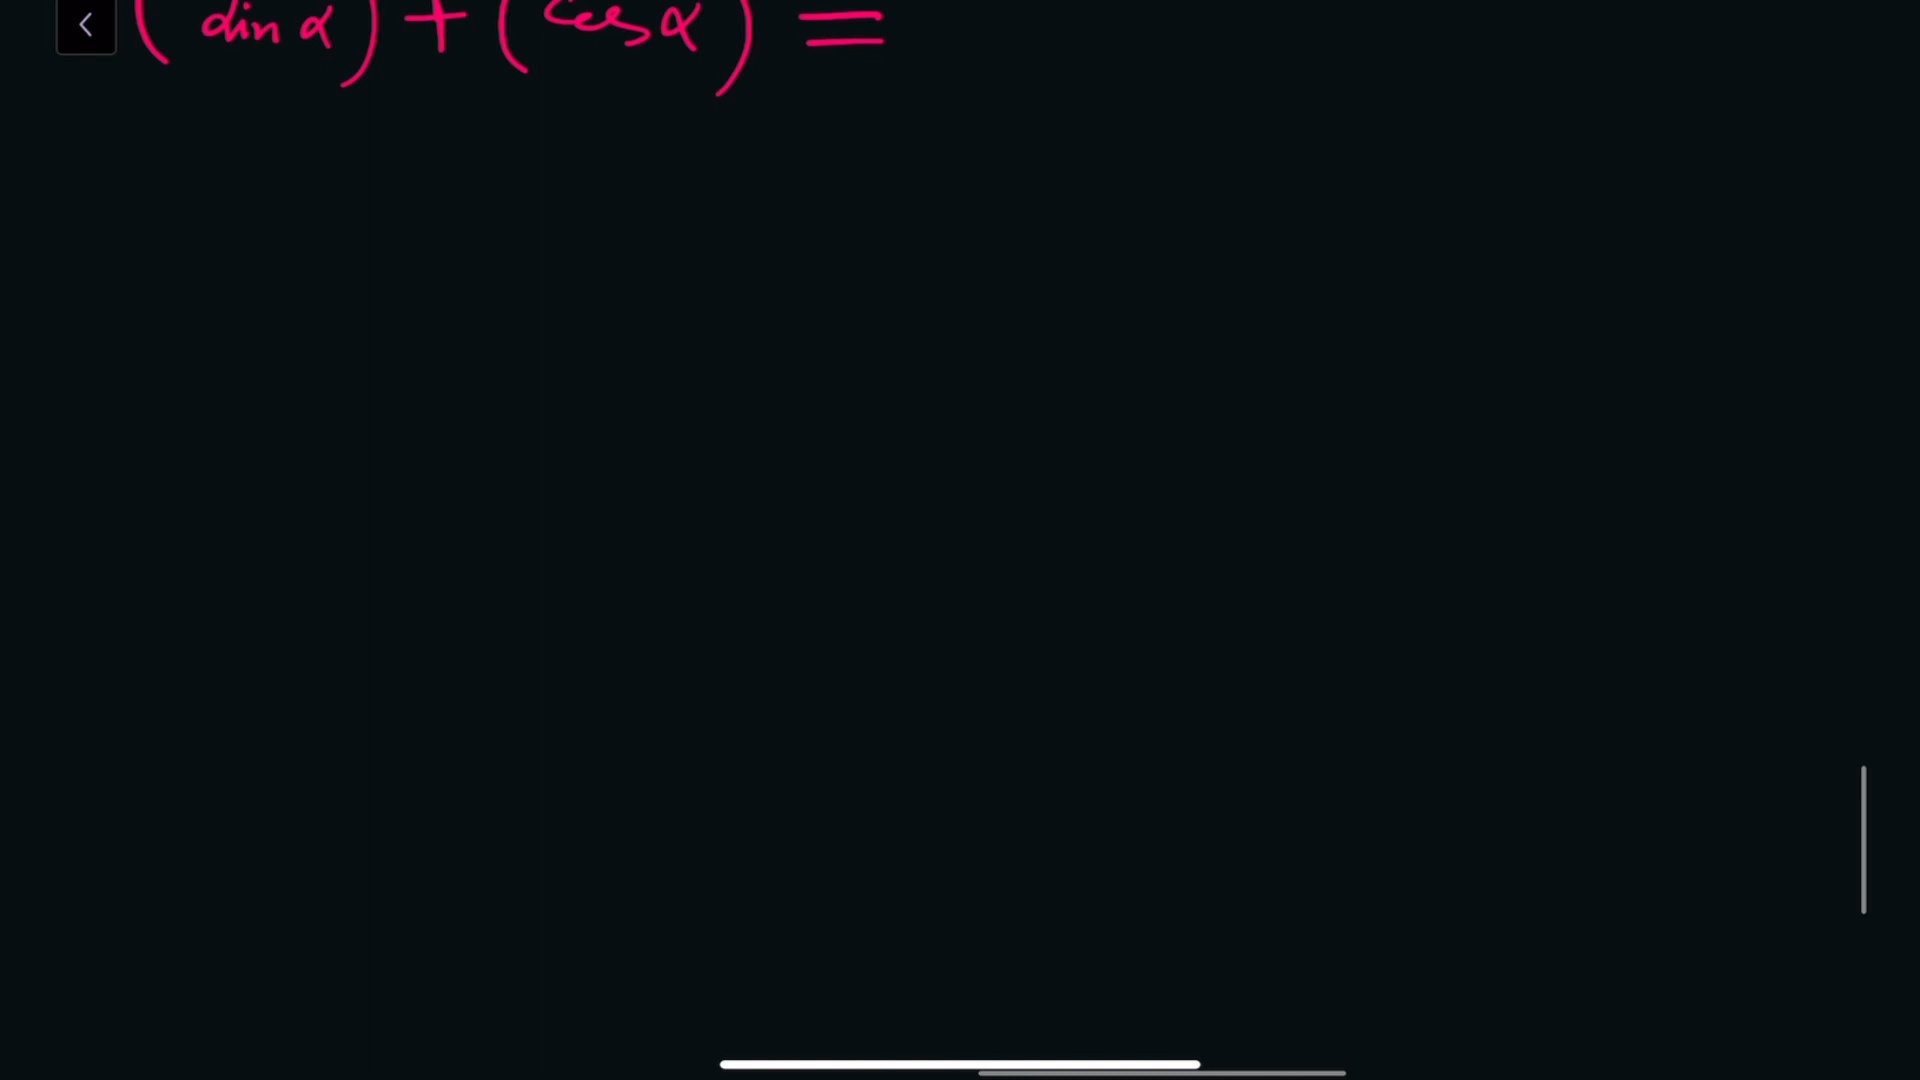 (sin α) + (cos α) =